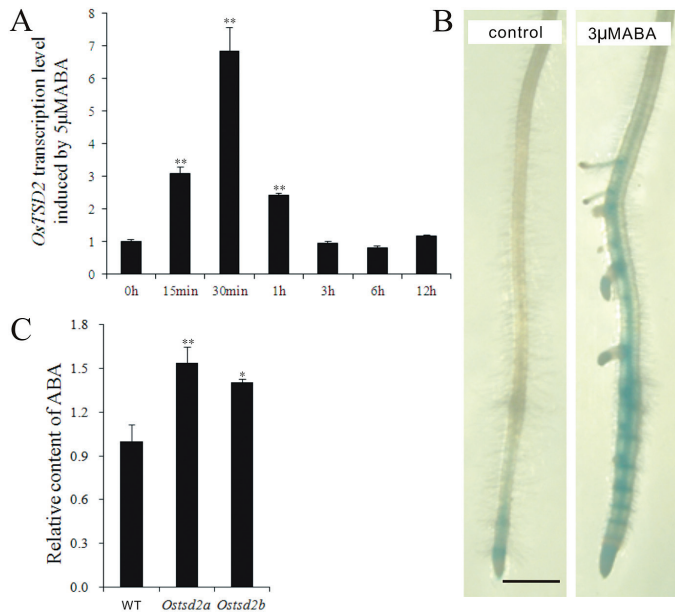 A
OsTSD2 transcription level
induced by 5μMABA
8
7
6
5
4
3
2
1
0
**
**
**
0h 15min 30min 1h 3h 6h 12h
B
control 3μMABA
C
Relative content of ABA
1.8
1.5
1.2
0.9
0.6
0.3
0.0
**
*
WT Ostsd2a Ostsd2b